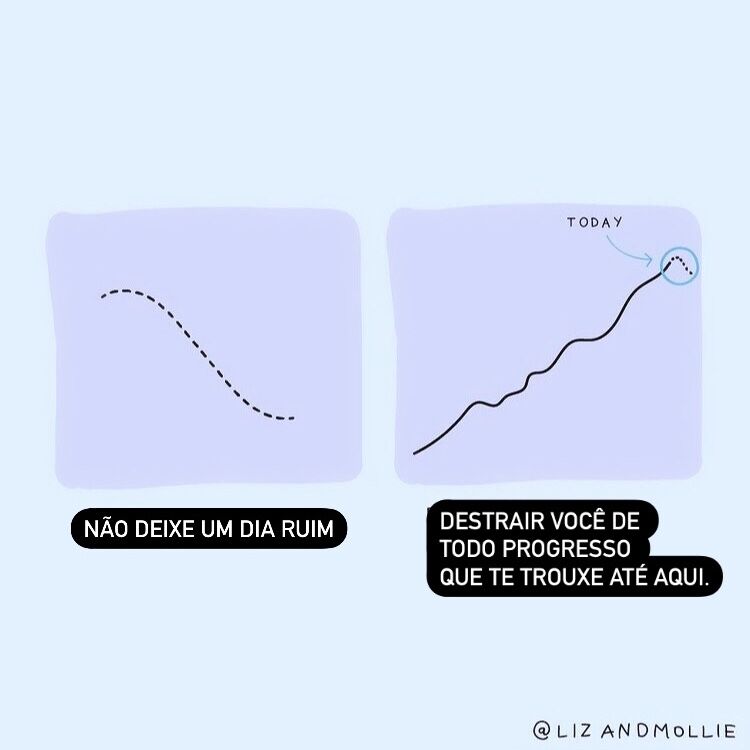 TODAY
NÃO DEIXE UM DIA RUIM
DESTRAIR VOCÊ DE
TODO PROGRESSO
QUE TE TROUXE ATÉ AQUI.
@LIZANDMOLLIE